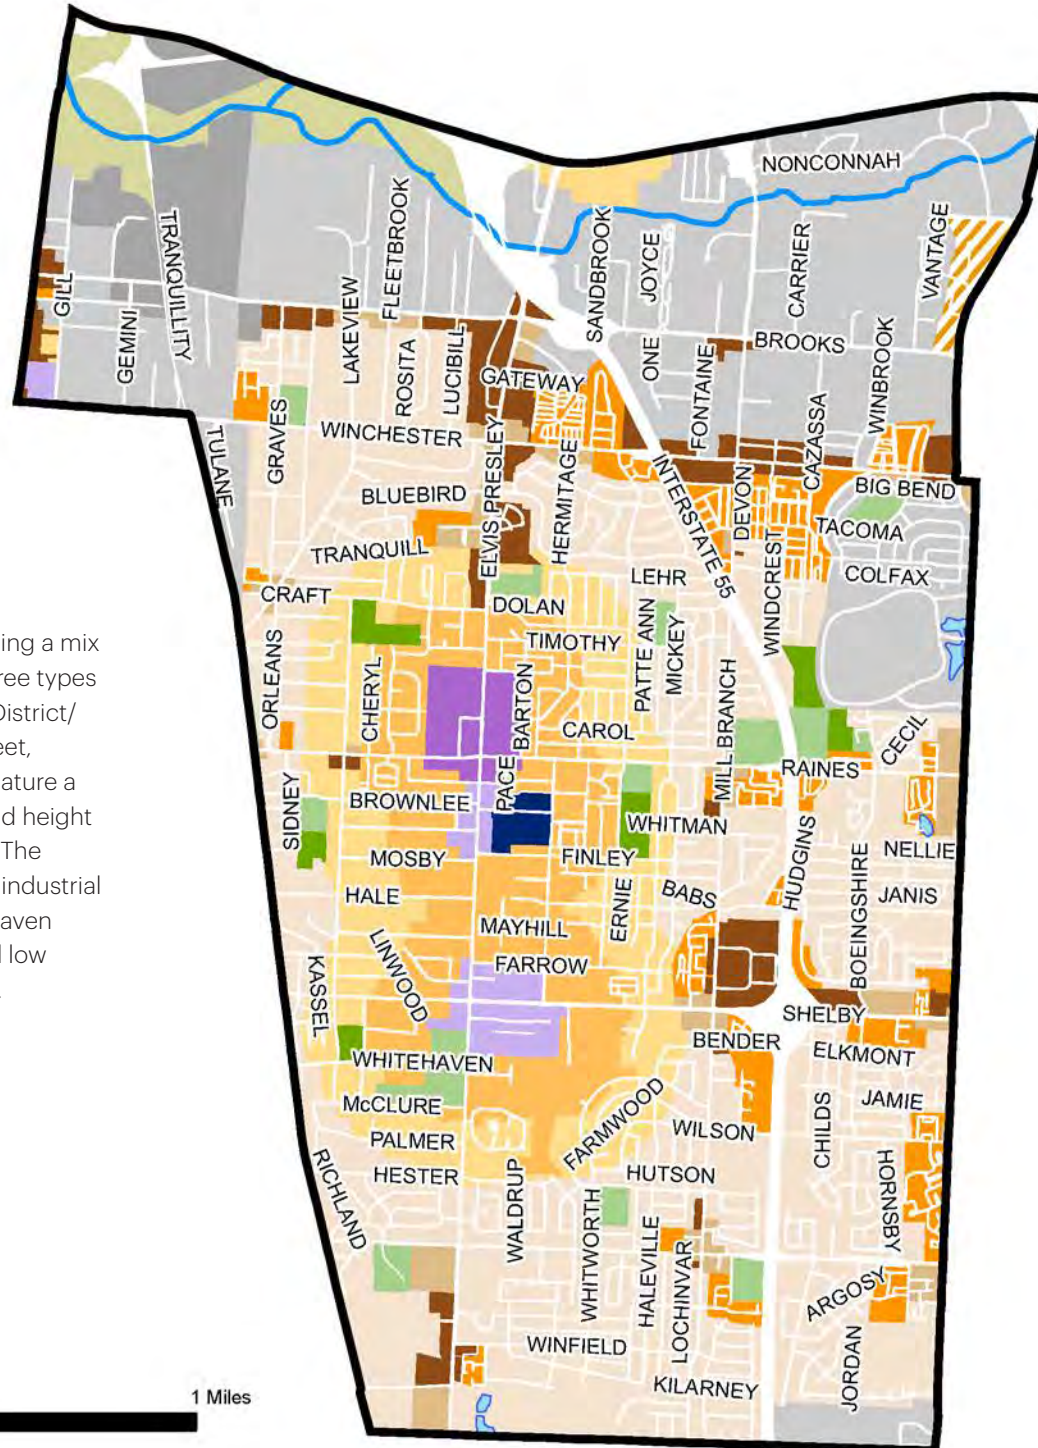 NONCONNAH
TRANQUILLITY
FLEETBROOK
SANDBROOK
JOYCE
CARRIER
VANTAGE
GILL
GEMINI
LAKEVIEW
ROSITA
LUCIBILL
ONE
FONTAINE
BROOKS
WINBROOK
GATEWAY
CAZASSA
GRAVES
WINCHESTER
ELVIS PRESLEY
HERMITAGE
INTERSTATE 55
DEVON
BIG BEND
TULANE
BLUEBIRD
TACOMA
TRANQUILL
WINDCREST
COLFAX
LEHR
CRAFT
DOLAN
TIMOTHY
PATTE ANN
MICKEY
ing a mix
ree types
District/
eet,
ature a
d height
The
industrial
aven
l low
ORLEANS
CHERYL
BARTON
CAROL
MILL BRANCH
CECIL
RAINES
SIDNEY
BROWNLEE
PACE
WHITMAN
HUDGINS
NELLIE
MOSBY
FINLEY
BOEINGSHIRE
JANIS
HALE
ERNIE
BABS
MAYHILL
LINWOOD
FARROW
KASSEL
SHELBY
BENDER
ELKMONT
WHITEHAVEN
McCLURE
FARMWOOD
WILSON
CHILDS
JAMIE
PALMER
HESTER
HUTSON
HORNSBY
RICHLAND
WALDRUP
WHITWORTH
HALEVILLE
LOCHINVAR
ARGOSY
WINFIELD
JORDAN
KILARNEY
1 Miles